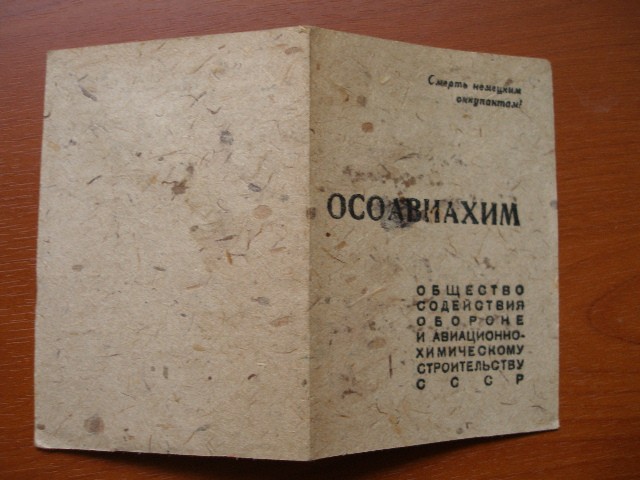 Смерть немецким
оккупантам!
ОСОАВИАХИМ
ОБЩЕСТВО
СОДЕЙСТВИЯ
ОБОРОНЕ
И АВИАЦИОННО-
ХИМИЧЕСКОМУ
СТРОИТЕЛЬСТВУ
СССР